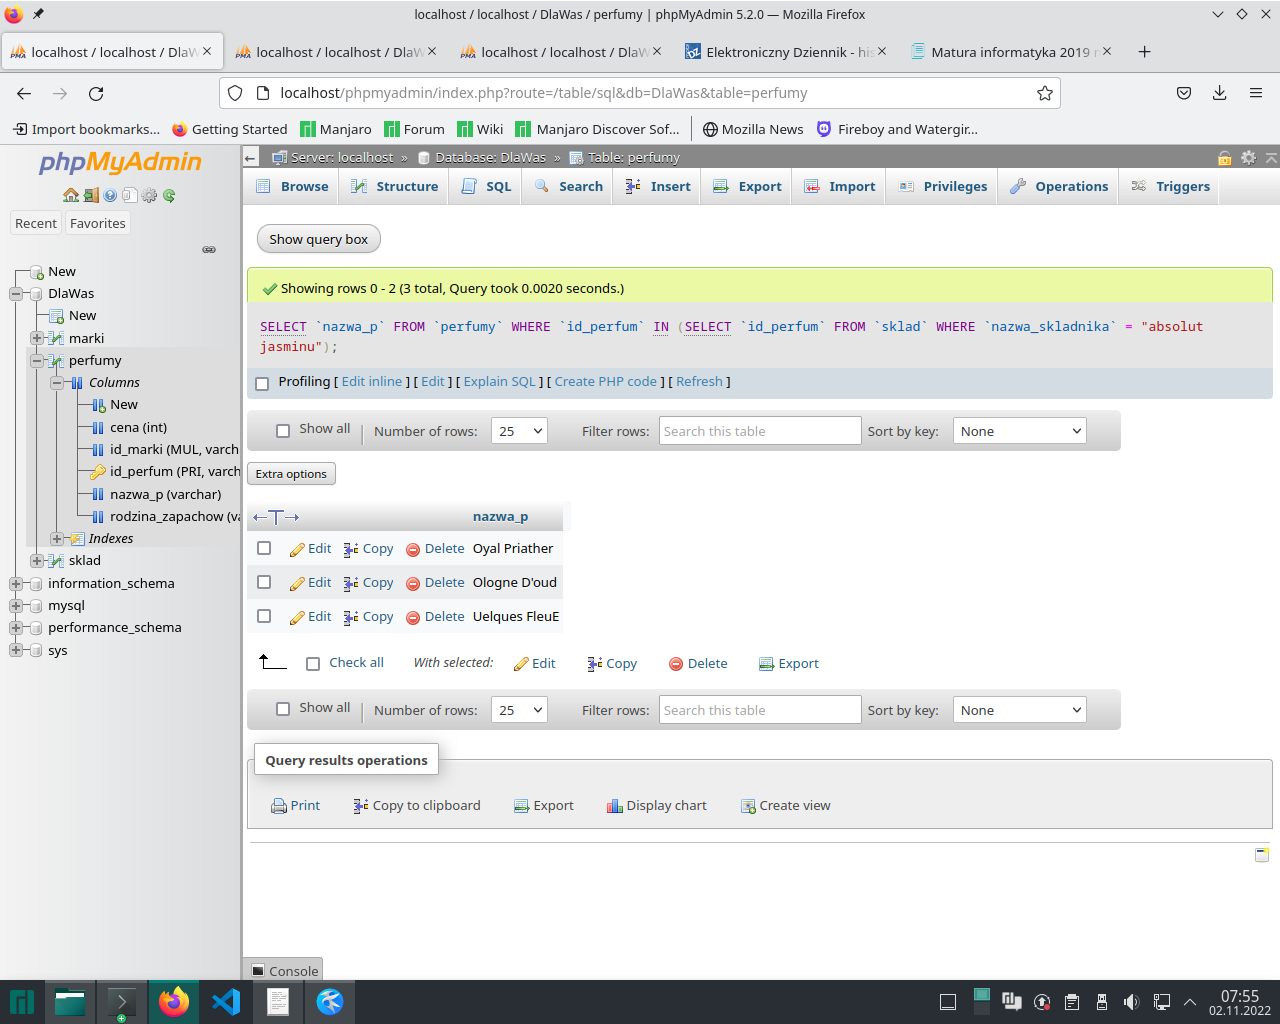 localhost / localhost / DlaWas / perfumy | phpMyAdmin 5.2.0 — Mozilla Firefox
localhost / localhost / DlaW
localhost / localhost / DlaW
localhost / localhost / DlaW
Elektroniczny Dziennik - his
Matura informatyka 2019 r
localhost/phpmyadmin/index.php?route=/table/sql&db=DlaWas&table=perfumy
Import bookmarks...
Getting Started
Manjaro
Forum
Wiki
Manjaro Discover Sof...
Mozilla News
Fireboy and Watergir...
phpMyAdmin
Recent
Favorites
New
DlaWas
New
marki
perfumy
Columns
New
cena (int)
id_marki (MUL, varch
id_perfum (PRI, varch
nazwa_p (varchar)
rodzina_zapachow (va
Indexes
sklad
information_schema
mysql
performance_schema
sys
Server: localhost » Database: DlaWas » Table: perfumy
Browse
Structure
SQL
Search
Insert
Export
Import
Privileges
Operations
Triggers
Show query box
Showing rows 0 - 2 (3 total, Query took 0.0020 seconds.)
SELECT `nazwa_p` FROM `perfumy` WHERE `id_perfum` IN (SELECT `id_perfum` FROM `sklad` WHERE `nazwa_skladnika` = "absolut
jasminu");
Profiling [ Edit inline ] [ Edit ] [ Explain SQL ] [ Create PHP code ] [ Refresh ]
Show all
Number of rows:
25
Filter rows:
Search this table
Sort by key:
None
Extra options
nazwa_p
Edit Copy Delete Oyal Priather
Edit Copy Delete Ologne D'oud
Edit Copy Delete Uelques FleuE
Check all
With selected:
Edit
Copy
Delete
Export
Show all
Number of rows:
25
Filter rows:
Search this table
Sort by key:
None
Query results operations
Print
Copy to clipboard
Export
Display chart
Create view
Console
07:55
02.11.2022